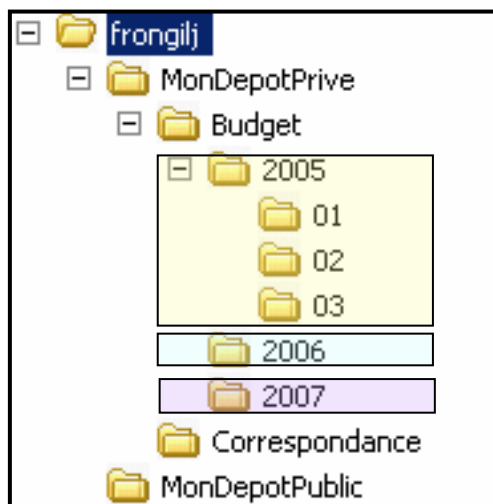 frongilj
MonDepotPrive
Budget
2005
01
02
03
2006
2007
Correspondance
MonDepotPublic